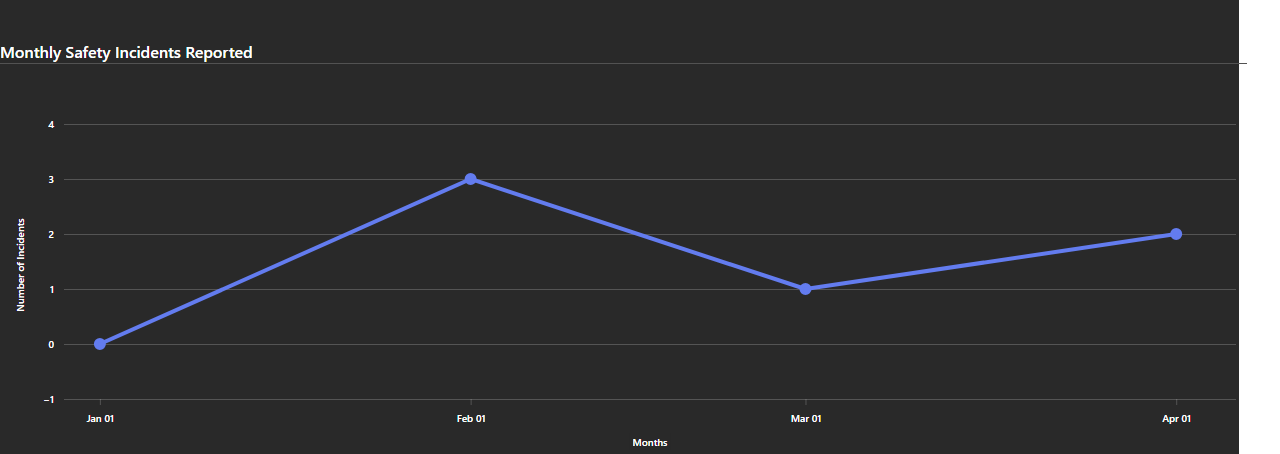 Monthly Safety Incidents Reported
4
3
2
1
0
−1
Number of Incidents
Jan 01
Feb 01
Mar 01
Apr 01
Months